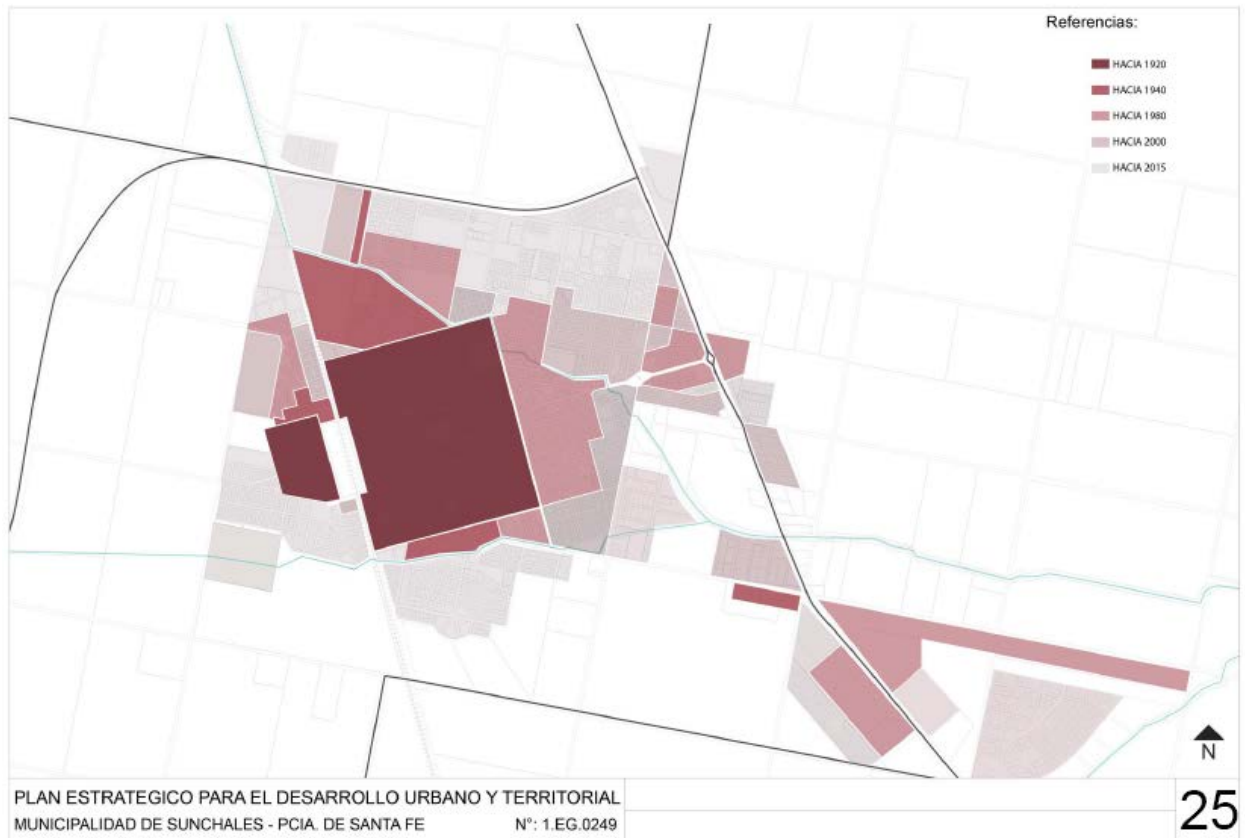 Referencias:
HACIA 1920
HACIA 1940
HACIA 1980
HACIA 2000
HACIA 2015
N
PLAN ESTRATEGICO PARA EL DESARROLLO URBANO Y TERRITORIAL
MUNICIPALIDAD DE SUNCHALES - PCIA. DE SANTA FE N°: 1.EG.0249
25